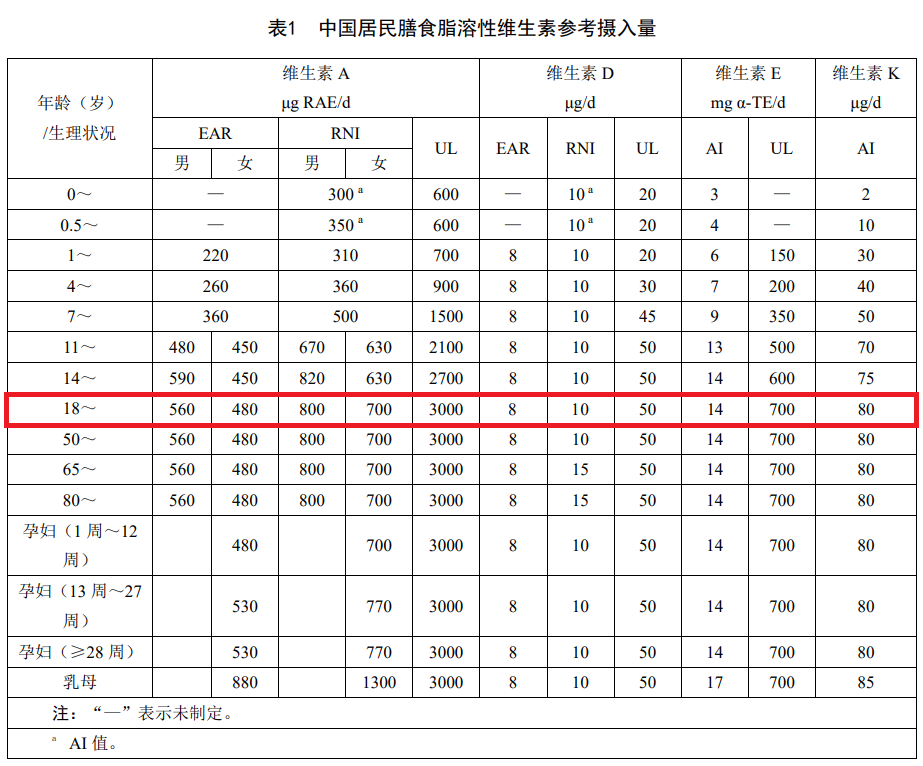 表1 中国居民膳食脂溶性维生素参考摄入量
年龄（岁）/生理状况 维生素 A μg RAE/d 维生素 D μg/d 维生素 E mg α-TE/d 维生素 K μg/d
EAR RNI UL EAR RNI UL AI UL AI
男 女 男 女
0～ — 300 a 600 — 10 a 20 3 — 2
0.5～ — 350 a 600 — 10 a 20 4 — 10
1～ 220 310 700 8 10 20 6 150 30
4～ 260 360 900 8 10 30 7 200 40
7～ 360 500 1500 8 10 45 9 350 50
11～ 480 450 670 630 2100 8 10 50 13 500 70
14～ 590 450 820 630 2700 8 10 50 14 600 75
18～ 560 480 800 700 3000 8 10 50 14 700 80
50～ 560 480 800 700 3000 8 10 50 14 700 80
65～ 560 480 800 700 3000 8 15 50 14 700 80
80～ 560 480 800 700 3000 8 15 50 14 700 80
孕妇（1 周～12 周） 480 700 3000 8 10 50 14 700 80
孕妇（13 周～27 周） 530 770 3000 8 10 50 14 700 80
孕妇（≥28 周） 530 770 3000 8 10 50 14 700 80
乳母 880 1300 3000 8 10 50 17 700 85
注：“—”表示未制定。
a AI 值。